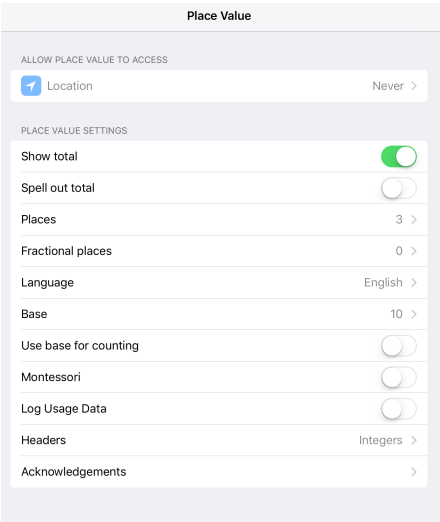 Place Value
ALLOW PLACE VALUE TO ACCESS
Location Never
PLACE VALUE SETTINGS
Show total
Spell out total
Places 3
Fractional places 0
Language English
Base 10
Use base for counting
Montessori
Log Usage Data
Headers Integers
Acknowledgements